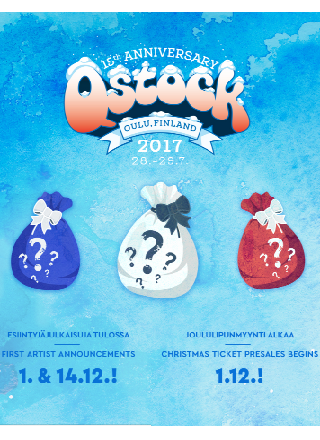 15th ANNIVERSARY
Qstock
OULU, FINLAND
2017
28.-29.7.
? ? ? ? ?
? ? ? ? ?
? ? ? ? ?
ESIINTYJÄJULKAISUJA TULOSSA
FIRST ARTIST ANNOUNCEMENTS
1. & 14.12.!
JOULULIPUNMYYNTI ALKAA
CHRISTMAS TICKET PRESALES BEGINS
1.12.!